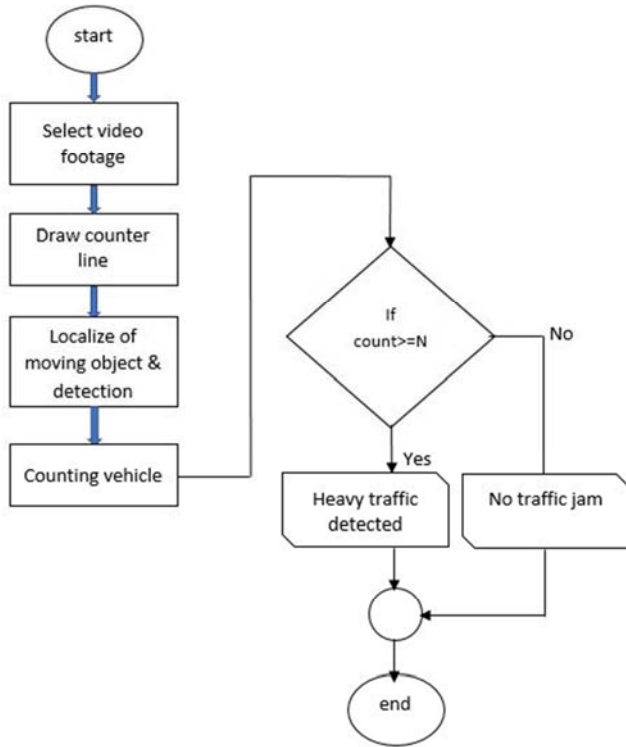 start
Select video
footage
Draw counter
line
Localize of
moving object &
detection
Counting vehicle
If
count>=N
No
Yes
Heavy traffic
detected
No traffic jam
end